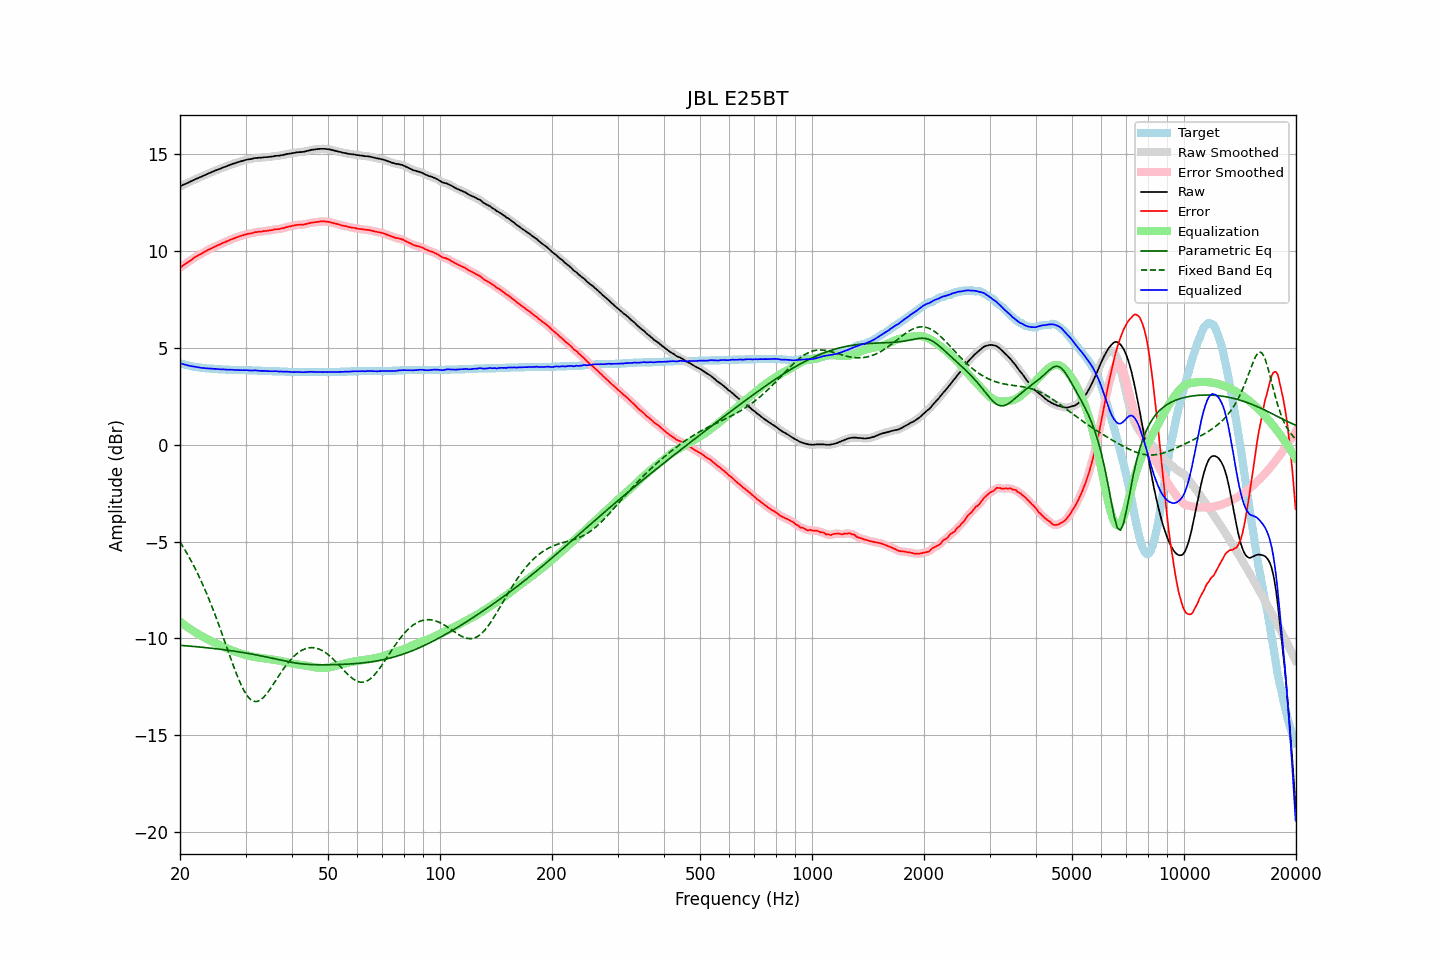 JBL E25BT
Amplitude (dBr)
15
10
5
0
−5
−10
−15
−20
20
50
100
200
500
1000
2000
5000
10000
20000
Frequency (Hz)
Target
Raw Smoothed
Error Smoothed
Raw
Error
Equalization
Parametric Eq
Fixed Band Eq
Equalized